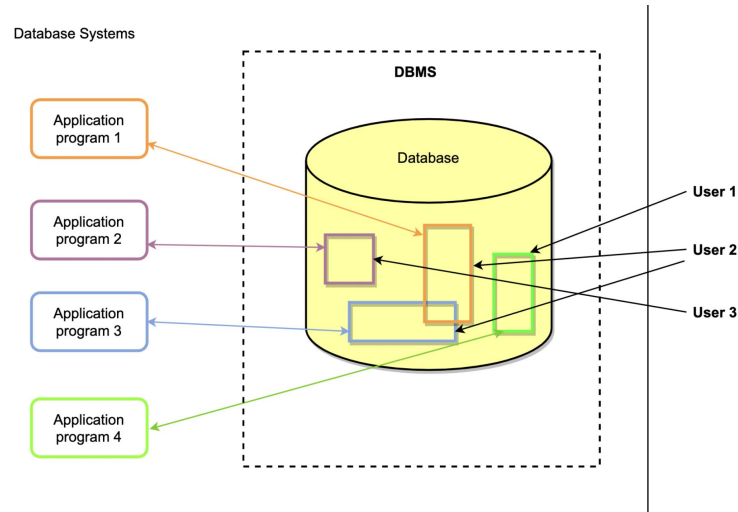 Database Systems
DBMS
Application
program 1
Database
Application
program 2
User 1
User 2
Application
program 3
User 3
Application
program 4